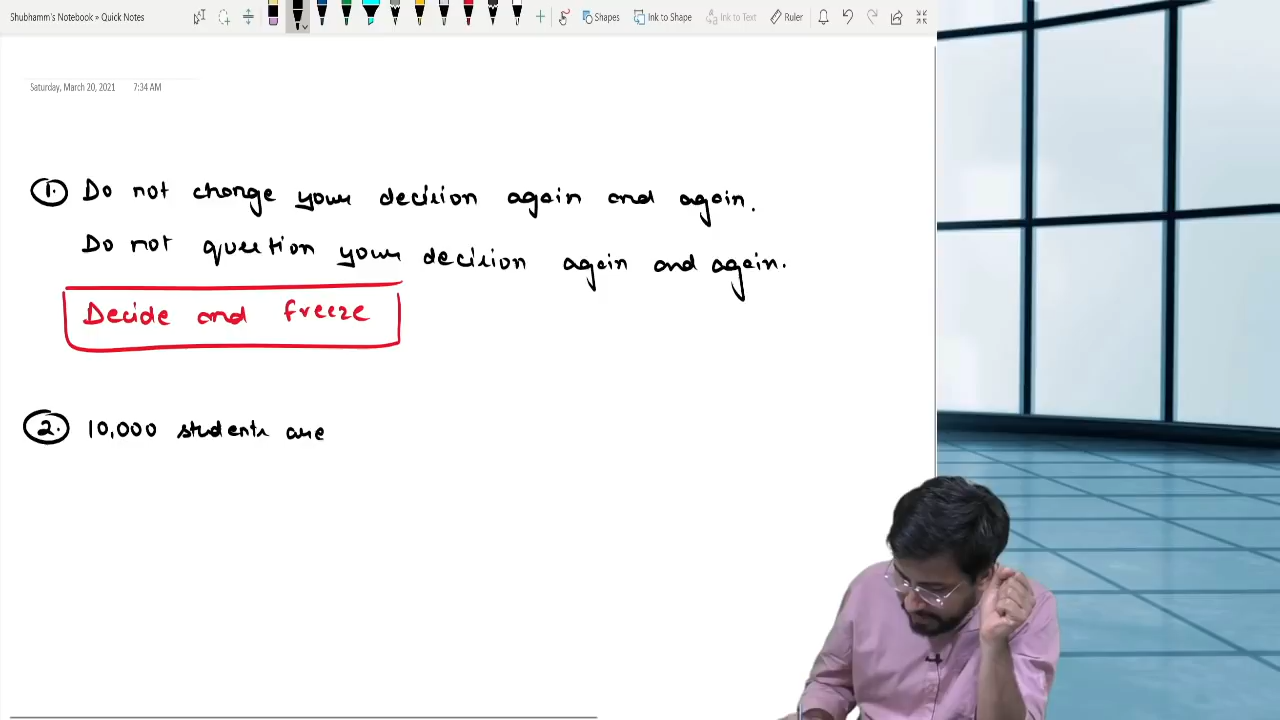 Shubhamm's Notebook » Quick Notes
Shapes
Ink to Shape
Ink to Text
Ruler
Saturday, March 20, 2021 7:34 AM
1. Do not change your decision again and again.
Do not question your decision again and again.
Decide and freeze
2. 10,000 students are